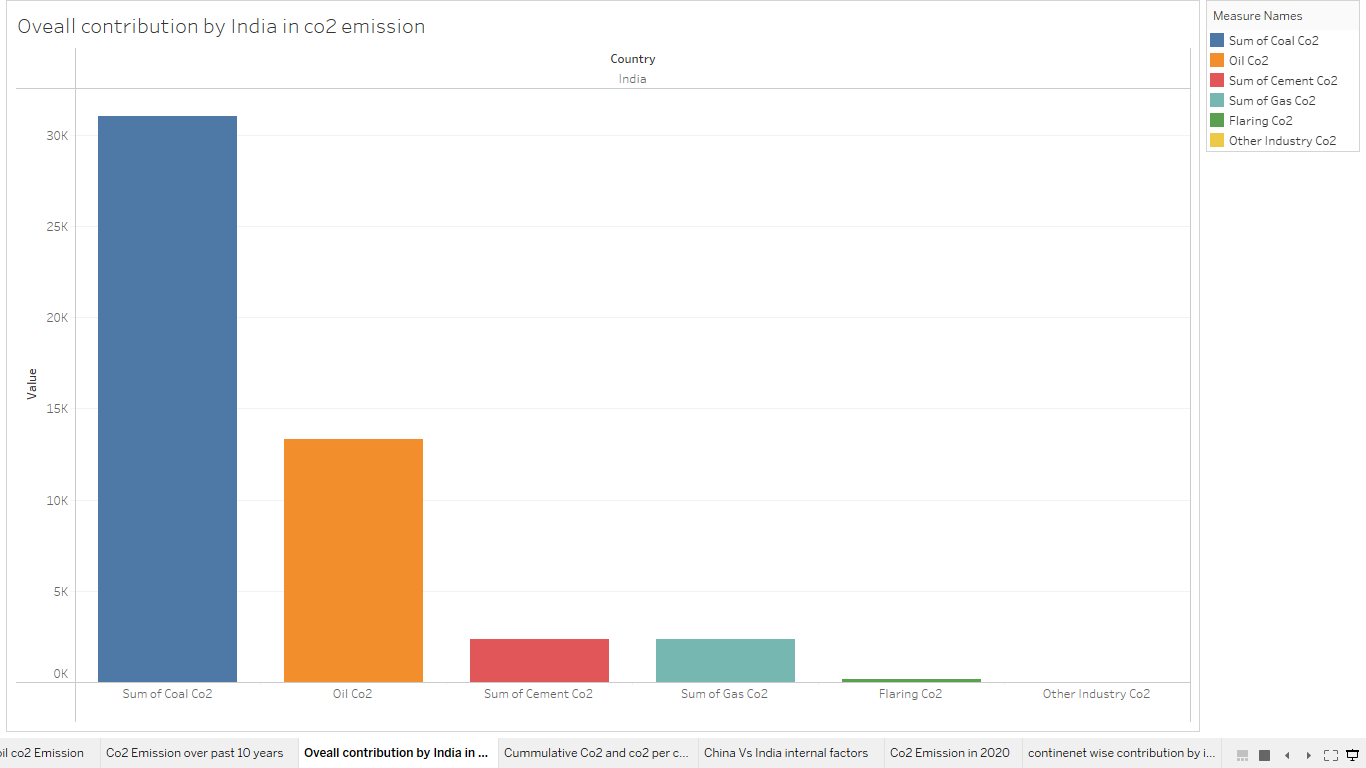 Oveall contribution by India in co2 emission
Country
India
30K
25K
20K
15K
10K
5K
0K
Value
Sum of Coal Co2
Oil Co2
Sum of Cement Co2
Sum of Gas Co2
Flaring Co2
Other Industry Co2
Measure Names
Sum of Coal Co2
Oil Co2
Sum of Cement Co2
Sum of Gas Co2
Flaring Co2
Other Industry Co2
oil co2 Emission
Co2 Emission over past 10 years
Oveall contribution by India in ...
Cummulative Co2 and co2 per c...
China Vs India internal factors
Co2 Emission in 2020
continenet wise contribution by i...